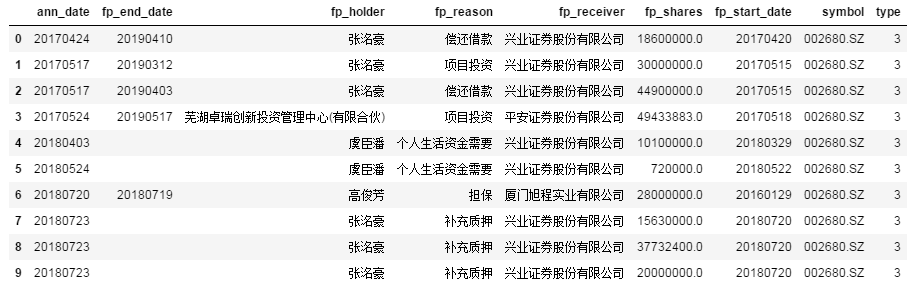 ann_date fp_end_date fp_holder fp_reason fp_receiver fp_shares fp_start_date symbol type
0 20170424 20190410 张洺豪 偿还借款 兴业证券股份有限公司 18600000.0 20170420 002680.SZ 3
1 20170517 20190312 张洺豪 项目投资 兴业证券股份有限公司 30000000.0 20170515 002680.SZ 3
2 20170517 20190403 张洺豪 偿还借款 兴业证券股份有限公司 44900000.0 20170515 002680.SZ 3
3 20170524 20190517 芜湖卓瑞创新投资管理中心(有限合伙) 项目投资 平安证券股份有限公司 49433883.0 20170518 002680.SZ 3
4 20180403 虞臣潘 个人生活资金需要 兴业证券股份有限公司 10100000.0 20180329 002680.SZ 3
5 20180524 虞臣潘 个人生活资金需要 兴业证券股份有限公司 720000.0 20180522 002680.SZ 3
6 20180720 20180719 高俊芳 担保 厦门旭程实业有限公司 28000000.0 20160129 002680.SZ 3
7 20180723 张洺豪 补充质押 兴业证券股份有限公司 15630000.0 20180720 002680.SZ 3
8 20180723 张洺豪 补充质押 兴业证券股份有限公司 37732400.0 20180720 002680.SZ 3
9 20180723 张洺豪 补充质押 兴业证券股份有限公司 20000000.0 20180720 002680.SZ 3